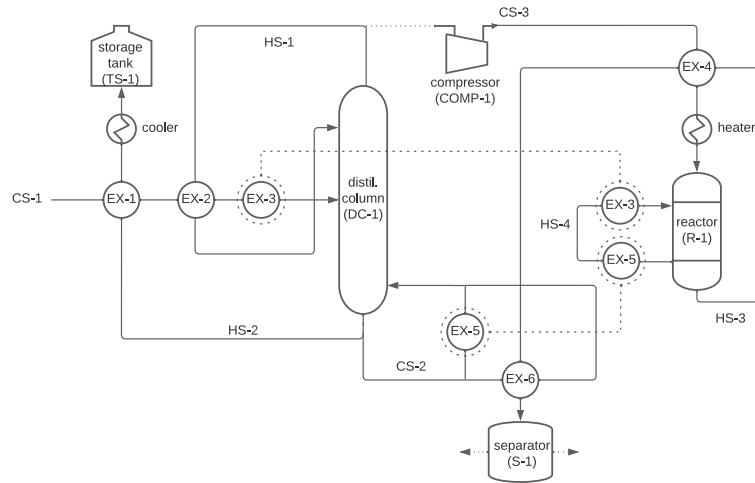 CS-3
HS-1
storage
tank
(TS-1)
EX-4
compressor
(COMP-1)
cooler
heater
CS-1
EX-1
EX-2
EX-3
distil.
column
(DC-1)
EX-3
HS-4
reactor
(R-1)
EX-5
HS-3
HS-2
EX-5
CS-2
EX-6
separator
(S-1)